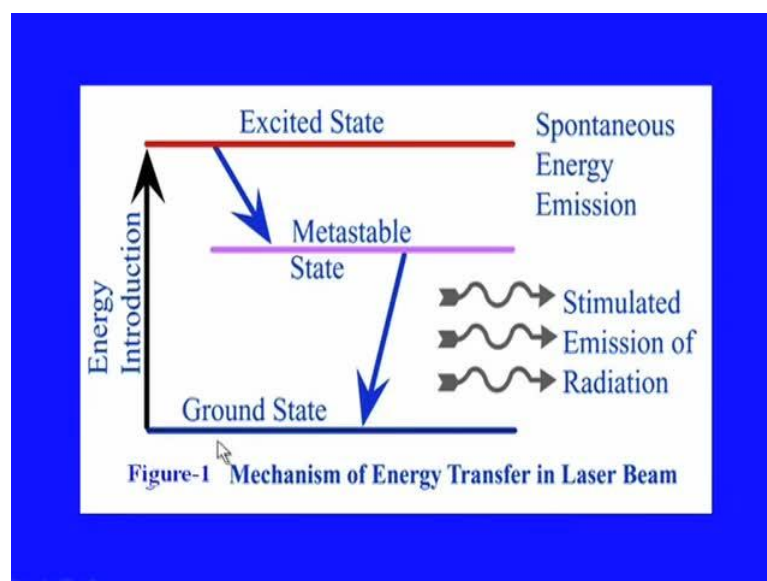 Excited State
Spontaneous
Energy
Emission
Energy
Introduction
Metastable
State
Stimulated
Emission of
Radiation
Ground State
Figure-1 Mechanism of Energy Transfer in Laser Beam